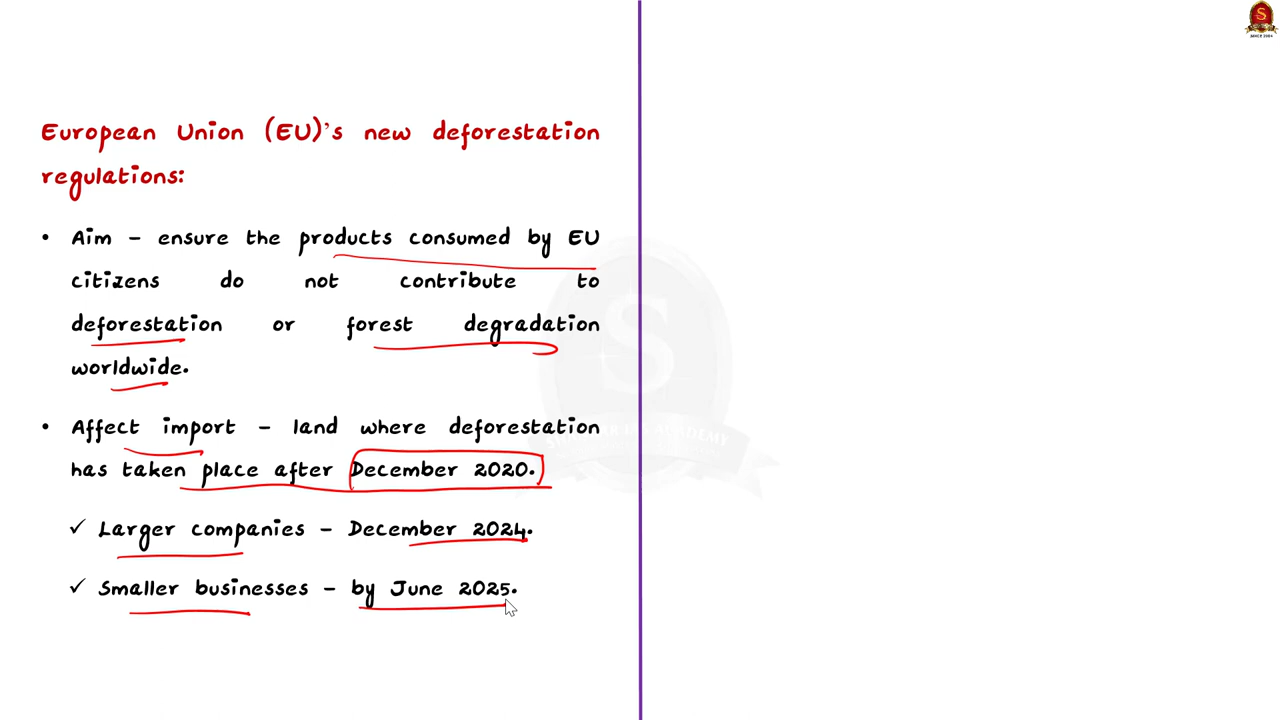 European Union (EU)'s new deforestation
regulations:
• Aim – ensure the products consumed by EU
citizens do not contribute to
deforestation or forest degradation
worldwide.
• Affect import – land where deforestation
has taken place after December 2020.
✓ Larger companies – December 2024.
✓ Smaller businesses – by June 2025.
S
SINCE 2004